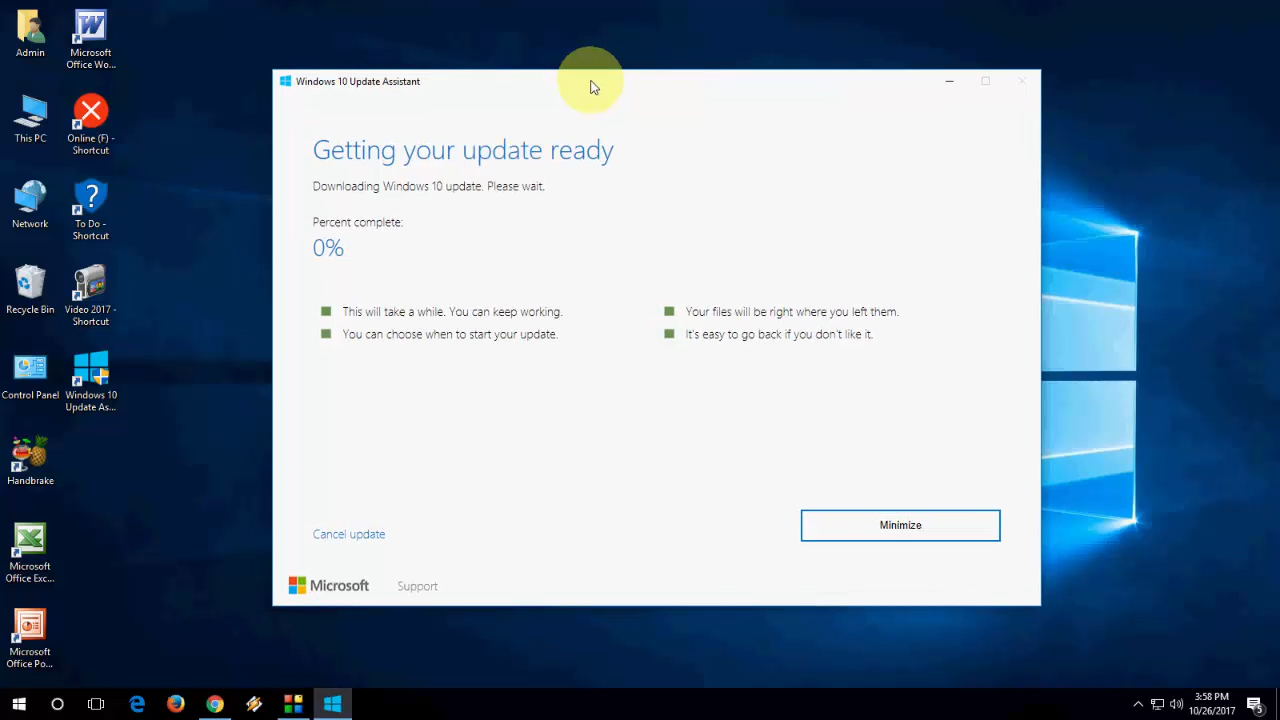 Admin
Microsoft
Office Wo...
This PC
Online (F) -
Shortcut
Network
To Do -
Shortcut
Recycle Bin
Video 2017 -
Shortcut
Control Panel
Windows 10
Update As...
Handbrake
Microsoft
Office Exc...
Microsoft
Office Po...
Windows 10 Update Assistant
Getting your update ready
Downloading Windows 10 update. Please wait.
Percent complete:
0%
This will take a while. You can keep working.
Your files will be right where you left them.
You can choose when to start your update.
It's easy to go back if you don't like it.
Cancel update
Minimize
Microsoft
Support
3:58 PM
10/26/2017
5